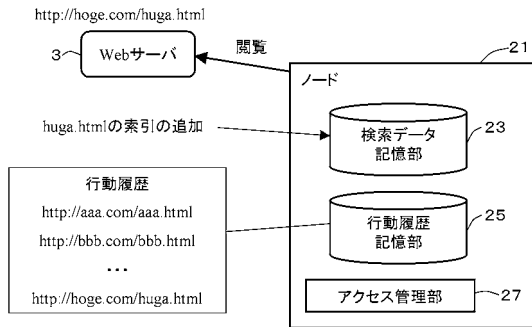 http://hoge.com/huga.html
3
Webサーバ
閲覧
21
ノード
huga.htmlの索引の追加
検索データ
記憶部
23
行動履歴
http://aaa.com/aaa.html
http://bbb.com/bbb.html
・・・
http://hoge.com/huga.html
行動履歴
記憶部
25
アクセス管理部
27